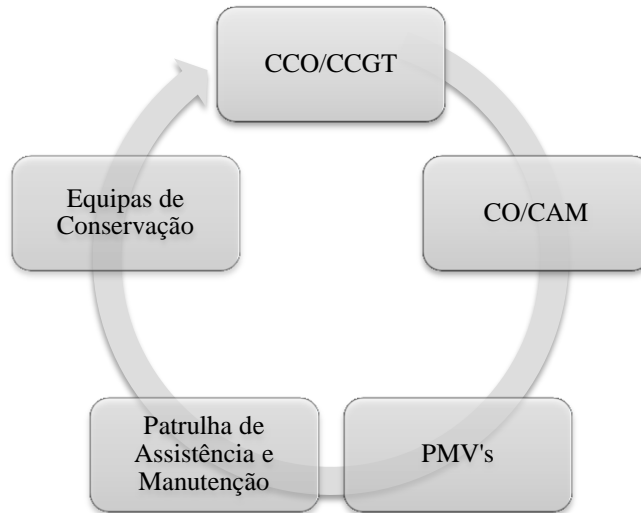 CCO/CCGT
CO/CAM
PMV's
Patrulha de
Assistência e
Manutenção
Equipas de
Conservação